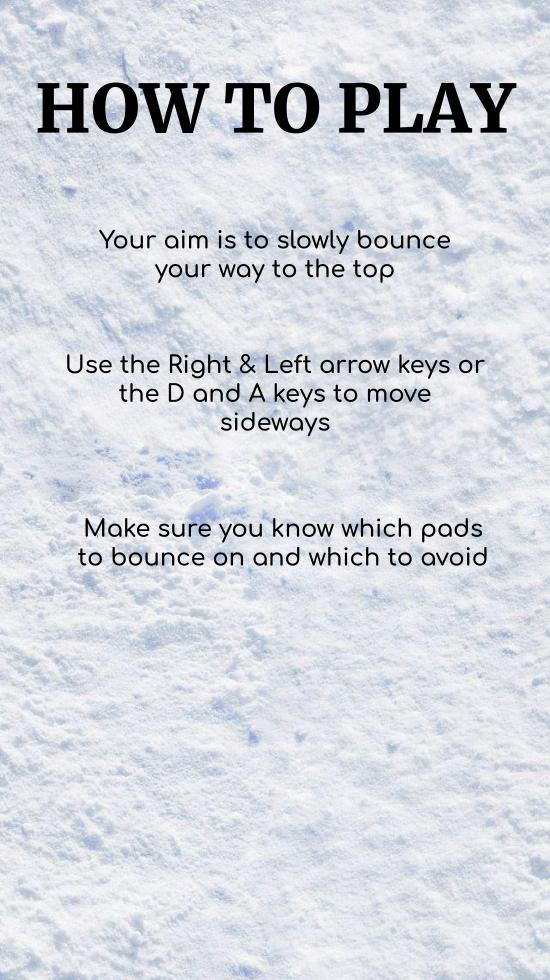 HOW TO PLAY
Your aim is to slowly bounce
your way to the top
Use the Right & Left arrow keys or
the D and A keys to move
sideways
Make sure you know which pads
to bounce on and which to avoid